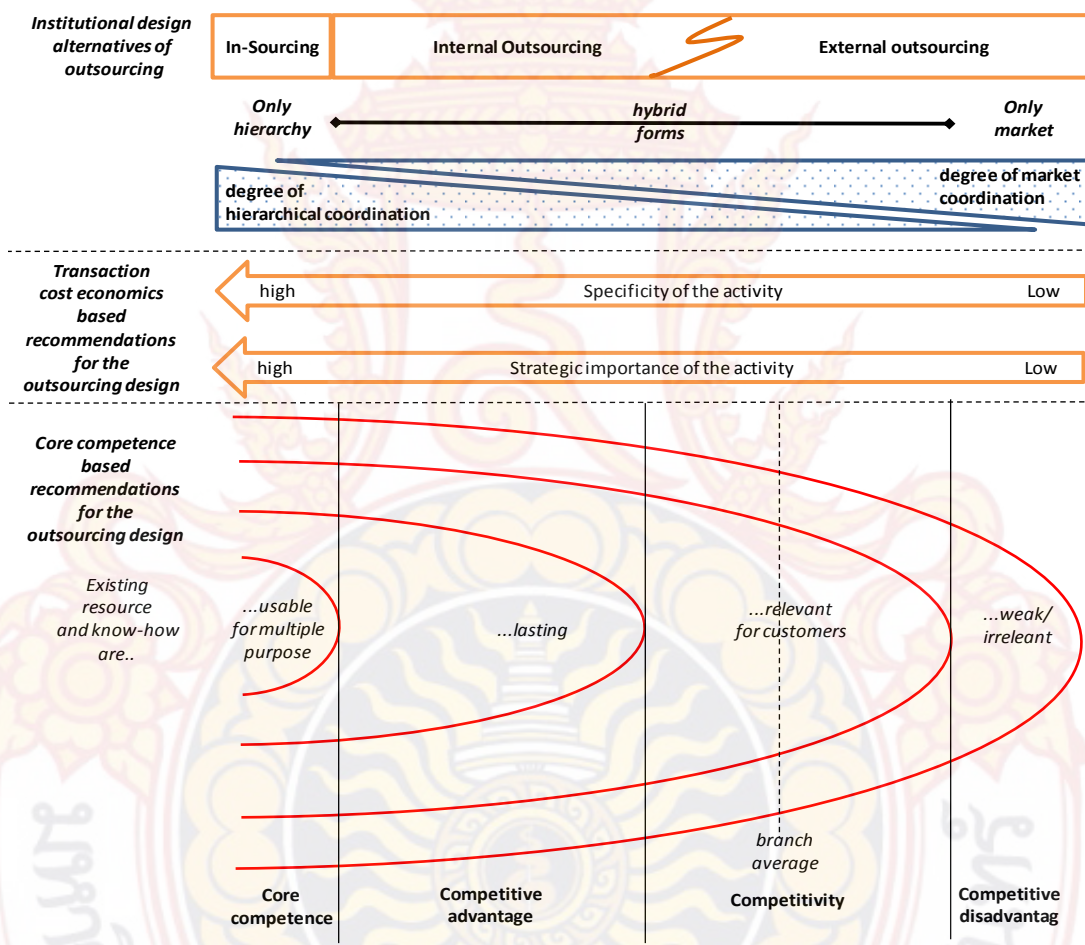 Institutional design
alternatives of
outsourcing
In-Sourcing
Internal Outsourcing
External outsourcing
Only
hierarchy
hybrid
forms
Only
market
degree of
hierarchical coordination
degree of market
coordination
Transaction
cost economics
based
recommendations
for the
outsourcing design
high
Specificity of the activity
Low
high
Strategic importance of the activity
Low
Core competence
based
recommendations
for the
outsourcing design
Existing
resource
and know-how
are..
...usable
for multiple
purpose
...lasting
...relevant
for customers
...weak/
irreleant
branch
average
Core
competence
Competitive
advantage
Competitivity
Competitive
disadvantag